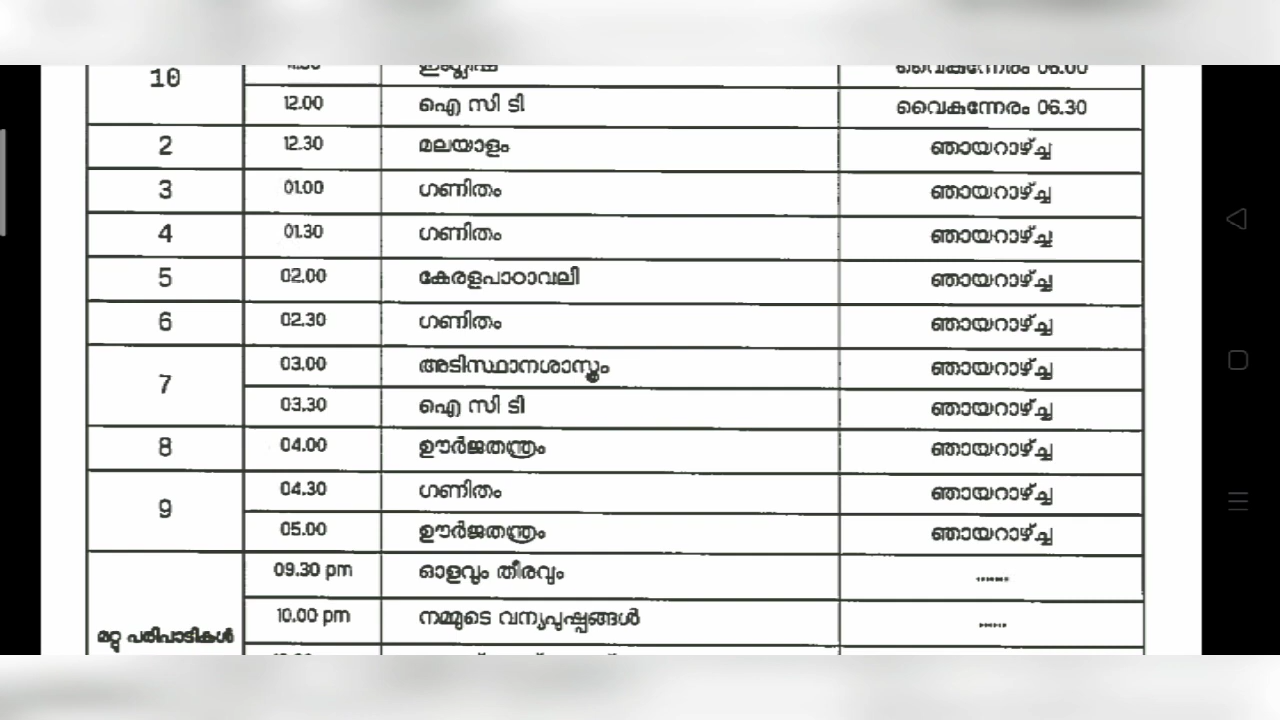 10
ഇംഗ്ലീഷ് വൈകുന്നേരം 06.00
12.00 ഐ സി ടി വൈകുന്നേരം 06.30
2 12.30 മലയാളം ഞായറാഴ്ച്ച
3 01.00 ഗണിതം ഞായറാഴ്ച്ച
4 01.30 ഗണിതം ഞായറാഴ്ച്ച
5 02.00 കേരളപാഠാവലി ഞായറാഴ്ച്ച
6 02.30 ഗണിതം ഞായറാഴ്ച്ച
7 03.00 അടിസ്ഥാനശാസ്ത്രം ഞായറാഴ്ച്ച
03.30 ഐ സി ടി ഞായറാഴ്ച്ച
8 04.00 ഊർജതന്ത്രം ഞായറാഴ്ച്ച
9 04.30 ഗണിതം ഞായറാഴ്ച്ച
05.00 ഊർജതന്ത്രം ഞായറാഴ്ച്ച
09.30 pm ഓളവും തീരവും ......
10.00 pm നമ്മുടെ വന്യപുഷ്പങ്ങൾ .....
മറ്റു പരിപാടികൾ